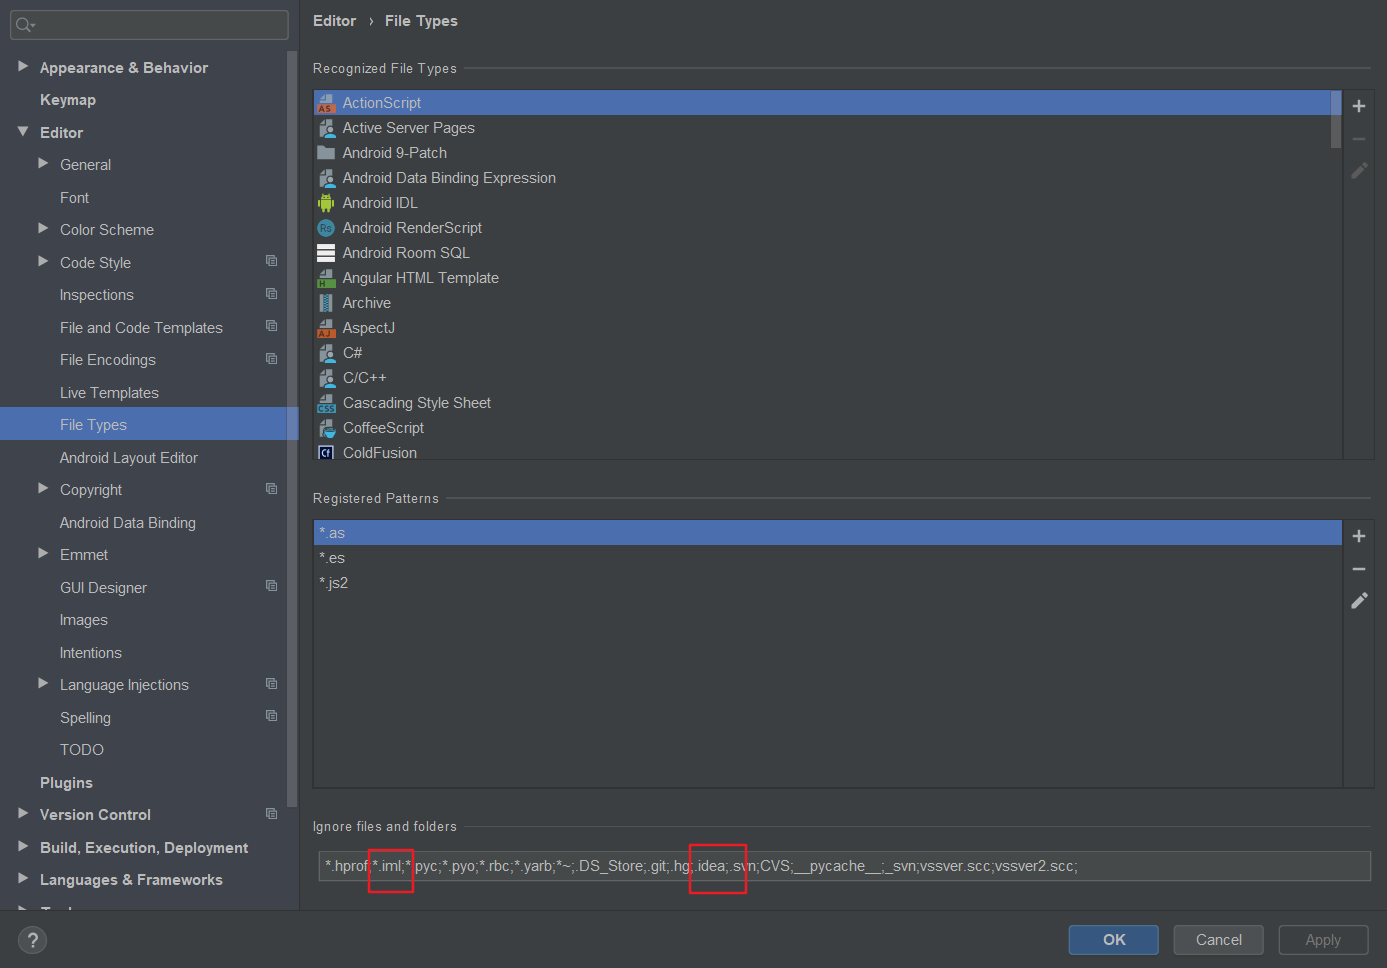 Appearance & Behavior
Keymap
Editor
General
Font
Color Scheme
Code Style
Inspections
File and Code Templates
File Encodings
Live Templates
File Types
Android Layout Editor
Copyright
Android Data Binding
Emmet
GUI Designer
Images
Intentions
Language Injections
Spelling
TODO
Plugins
Version Control
Build, Execution, Deployment
Languages & Frameworks
Editor › File Types
Recognized File Types
AS ActionScript
Active Server Pages
Android 9-Patch
Android Data Binding Expression
Android IDL
Rs Android RenderScript
Android Room SQL
H Angular HTML Template
Archive
AJ AspectJ
C#
C/C++
CSS Cascading Style Sheet
CoffeeScript
Cf ColdFusion
Registered Patterns
*.as
*.es
*.js2
Ignore files and folders
*.hprof;*.iml;*.pyc;*.pyo;*.rbc;*.yarb;*~;.DS_Store;.git;.hg;.idea;.svn;CVS;__pycache__;_svn;vssver.scc;vssver2.scc;
?
OK
Cancel
Apply